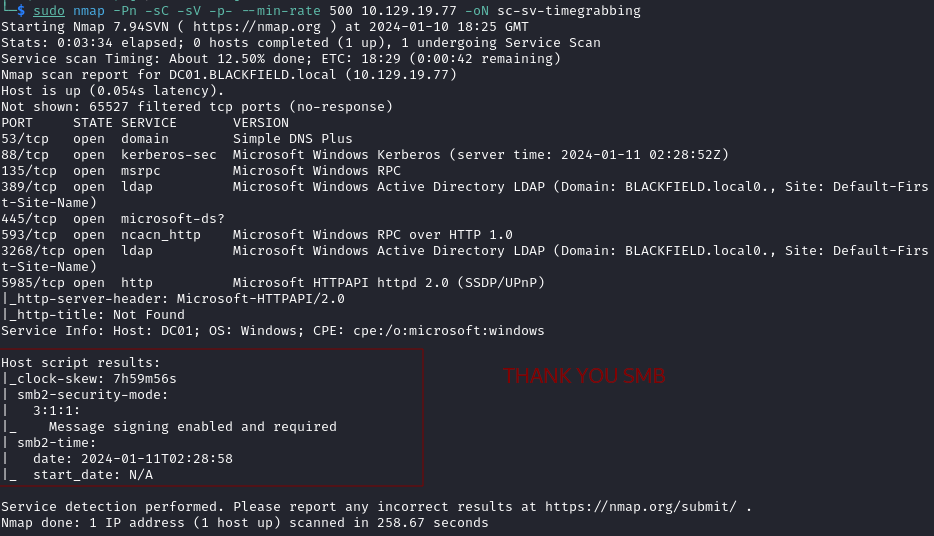 └─$ sudo nmap -Pn -sC -sV -p- --min-rate 500 10.129.19.77 -oN sc-sv-timegrabbing
Starting Nmap 7.94SVN ( https://nmap.org ) at 2024-01-10 18:25 GMT
Stats: 0:03:34 elapsed; 0 hosts completed (1 up), 1 undergoing Service Scan
Service scan Timing: About 12.50% done; ETC: 18:29 (0:00:42 remaining)
Nmap scan report for DC01.BLACKFIELD.local (10.129.19.77)
Host is up (0.054s latency).
Not shown: 65527 filtered tcp ports (no-response)
PORT     STATE SERVICE       VERSION
53/tcp   open  domain        Simple DNS Plus
88/tcp   open  kerberos-sec  Microsoft Windows Kerberos (server time: 2024-01-11 02:28:52Z)
135/tcp  open  msrpc         Microsoft Windows RPC
389/tcp  open  ldap          Microsoft Windows Active Directory LDAP (Domain: BLACKFIELD.local0., Site: Default-Firs
t-Site-Name)
445/tcp  open  microsoft-ds?
593/tcp  open  ncacn_http    Microsoft Windows RPC over HTTP 1.0
3268/tcp open  ldap          Microsoft Windows Active Directory LDAP (Domain: BLACKFIELD.local0., Site: Default-Firs
t-Site-Name)
5985/tcp open  http          Microsoft HTTPAPI httpd 2.0 (SSDP/UPnP)
|_http-server-header: Microsoft-HTTPAPI/2.0
|_http-title: Not Found
Service Info: Host: DC01; OS: Windows; CPE: cpe:/o:microsoft:windows
Host script results:
|_clock-skew: 7h59m56s
| smb2-security-mode:
|   3:1:1:
|_    Message signing enabled and required
| smb2-time:
|   date: 2024-01-11T02:28:58
|_  start_date: N/A
THANK YOU SMB
Service detection performed. Please report any incorrect results at https://nmap.org/submit/ .
Nmap done: 1 IP address (1 host up) scanned in 258.67 seconds